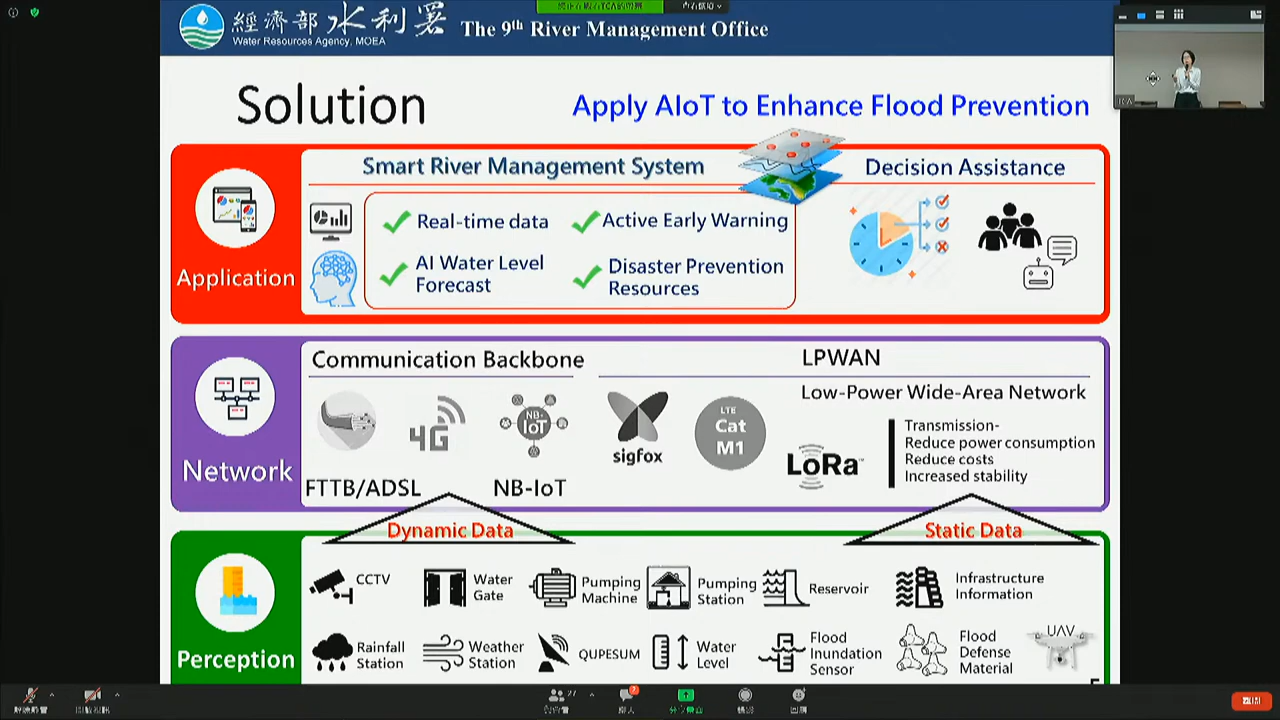 經濟部水利署
Water Resources Agency, MOEA
The 9th River Management Office
Solution
Apply AIoT to Enhance Flood Prevention
Application
Smart River Management System
Real-time data
Active Early Warning
AI Water Level
Forecast
Disaster Prevention
Resources
Decision Assistance
Network
Communication Backbone
LPWAN
Low-Power Wide-Area Network
4G
NB-
IoT
sigfox
LTE
Cat
M1
LoRa
Transmission-
Reduce power consumption
Reduce costs
Increased stability
FTTB/ADSL
NB-IoT
Dynamic Data
Static Data
Perception
CCTV
Water
Gate
Pumping
Machine
Pumping
Station
Reservoir
Infrastructure
Information
Rainfall
Station
Weather
Station
QUPESUM
Water
Level
Flood
Inundation
Sensor
Flood
Defense
Material
UAV
27
7